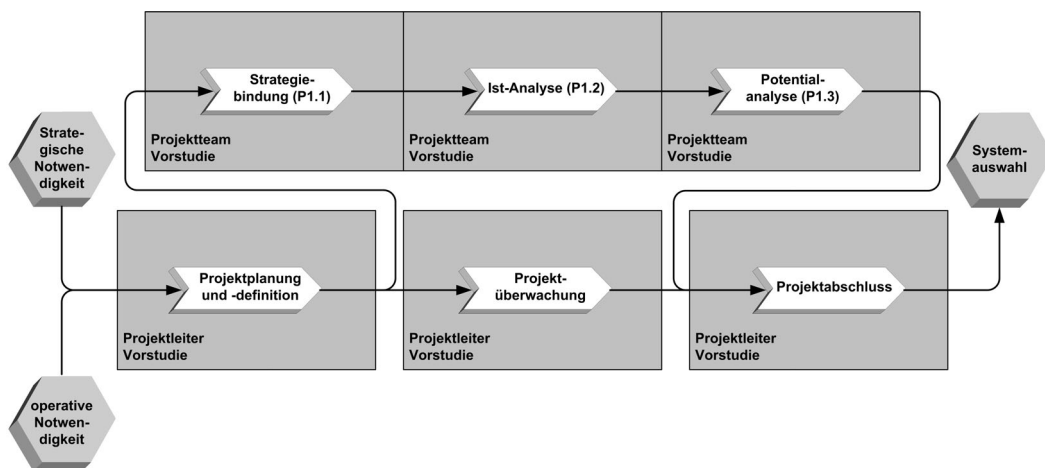 Strategie-
bindung (P1.1)
Ist-Analyse (P1.2)
Potential-
analyse (P1.3)
Projektteam
Vorstudie
Projektteam
Vorstudie
Projektteam
Vorstudie
Strate-
gische
Notwen-
digkeit
System-
auswahl
Projektplanung
und -definition
Projekt-
überwachung
Projektabschluss
Projektleiter
Vorstudie
Projektleiter
Vorstudie
Projektleiter
Vorstudie
operative
Notwen-
digkeit